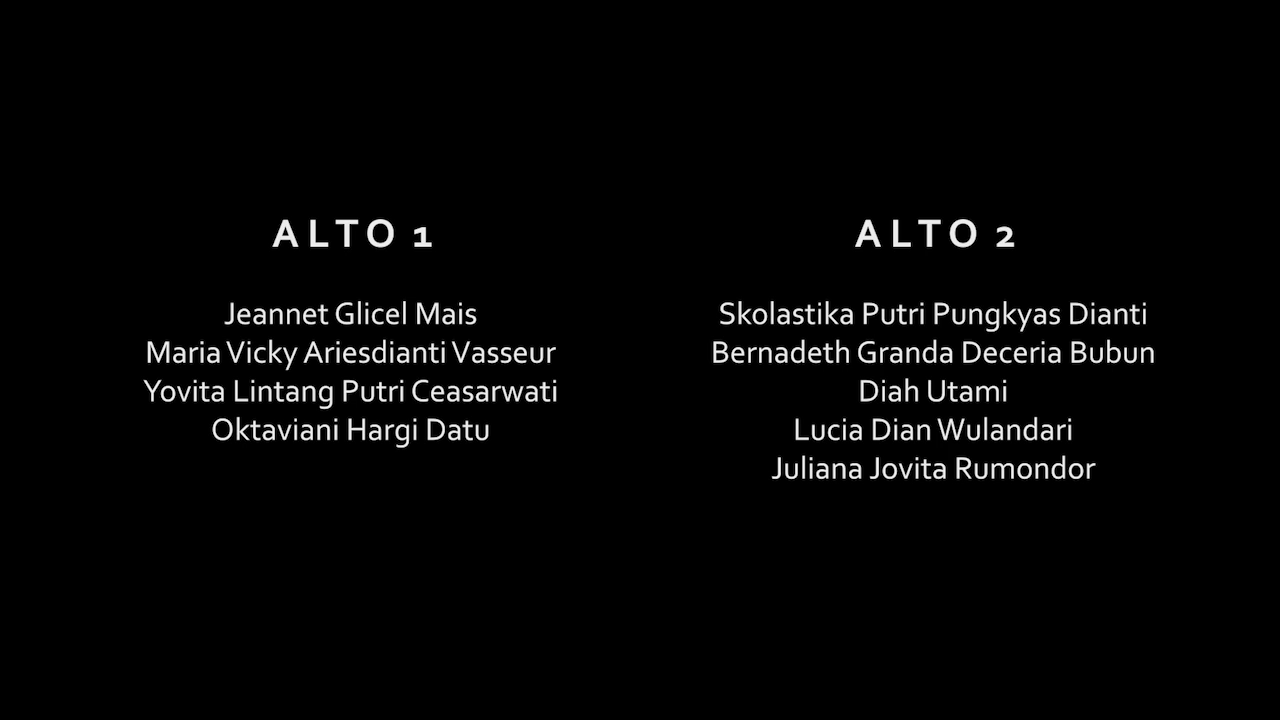 ALTO 1
Jeannet Glicel Mais
Maria Vicky Ariesdianti Vasseur
Yovita Lintang Putri Ceasarwati
Oktaviani Hargi Datu
ALTO 2
Skolastika Putri Pungkyas Dianti
Bernadeth Granda Deceria Bubun
Diah Utami
Lucia Dian Wulandari
Juliana Jovita Rumondor